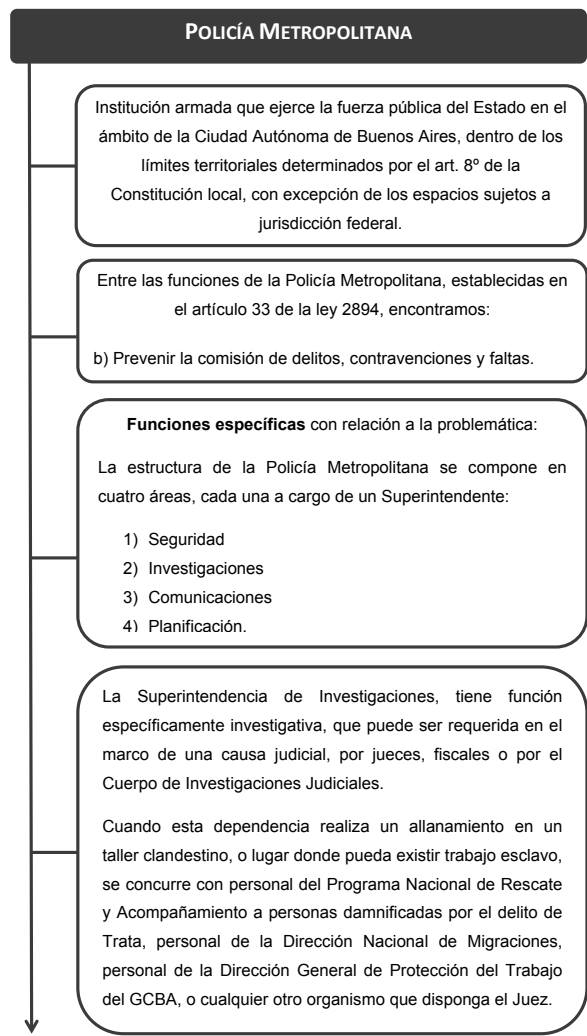 POLICÍA METROPOLITANA
Institución armada que ejerce la fuerza pública del Estado en el
ámbito de la Ciudad Autónoma de Buenos Aires, dentro de los
límites territoriales determinados por el art. 8º de la
Constitución local, con excepción de los espacios sujetos a
jurisdicción federal.
Entre las funciones de la Policía Metropolitana, establecidas en
el artículo 33 de la ley 2894, encontramos:
b) Prevenir la comisión de delitos, contravenciones y faltas.
Funciones específicas con relación a la problemática:
La estructura de la Policía Metropolitana se compone en
cuatro áreas, cada una a cargo de un Superintendente:
1) Seguridad
2) Investigaciones
3) Comunicaciones
4) Planificación.
La Superintendencia de Investigaciones, tiene función
específicamente investigativa, que puede ser requerida en el
marco de una causa judicial, por jueces, fiscales o por el
Cuerpo de Investigaciones Judiciales.
Cuando esta dependencia realiza un allanamiento en un
taller clandestino, o lugar donde pueda existir trabajo esclavo,
se concurre con personal del Programa Nacional de Rescate
y Acompañamiento a personas damnificadas por el delito de
Trata, personal de la Dirección Nacional de Migraciones,
personal de la Dirección General de Protección del Trabajo
del GCBA, o cualquier otro organismo que disponga el Juez.